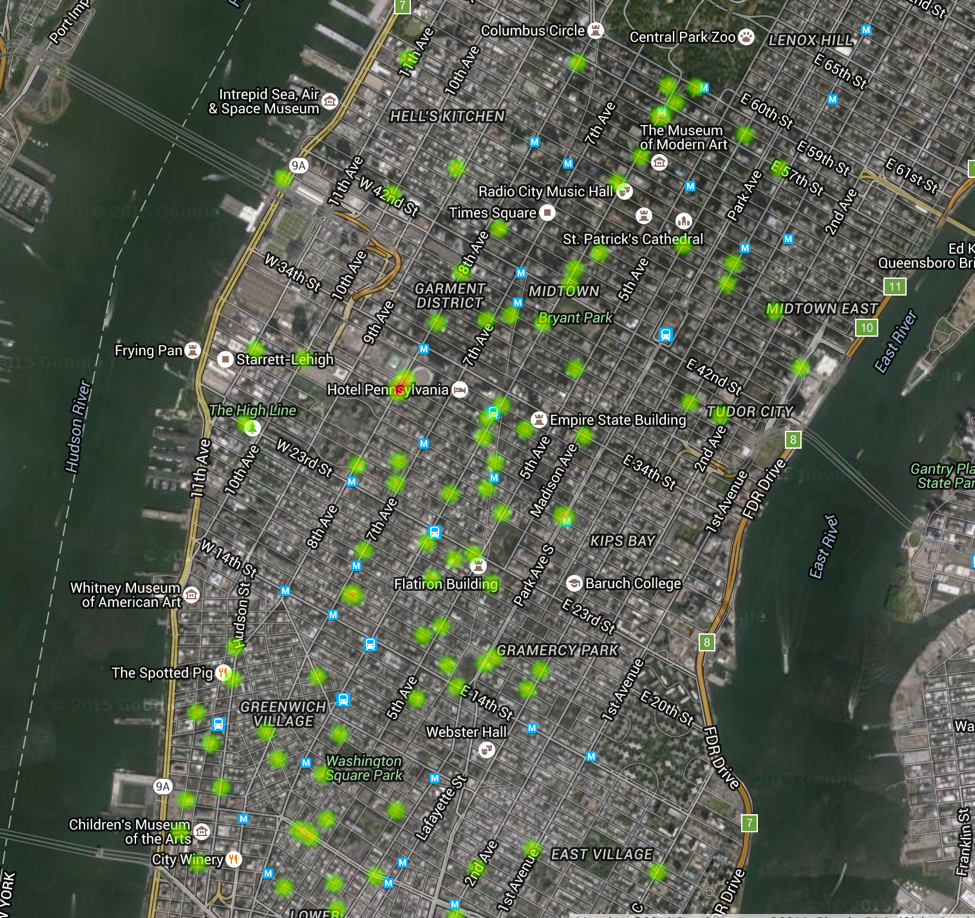 7
Port Imp
11th Ave
10th Ave
Columbus Circle
Central Park Zoo
LENOX HILL
nd St
E 65th St
Intrepid Sea, Air
& Space Museum
HELL'S KITCHEN
7th Ave
E 60th St
The Museum
of Modern Art
E 59th St
E 61st St
E 57th St
9A
11th Ave
W 42nd St
Radio City Music Hall
Times Square
Park Ave
2nd Ave
St. Patrick's Cathedral
Ed K
Queensboro Bri
W 34th St
10th Ave
8th Ave
5th Ave
GARMENT
DISTRICT
MIDTOWN
Bryant Park
MIDTOWN EAST
11
10
9th Ave
7th Ave
East River
Frying Pan
Starrett-Lehigh
Hotel Pennsylvania
E 42nd St
Hudson River
The High Line
Empire State Building
TUDOR CITY
8
11th Ave
10th Ave
W 23rd St
5th Ave
Madison Ave
E 34th St
2nd Ave
1st Avenue
FDR Drive
Gantry Pla
State Par
8th Ave
7th Ave
KIPS BAY
East River
W 14th St
Whitney Museum
of American Art
Hudson St
Flatiron Building
Park Ave S
Baruch College
E 23rd St
8
The Spotted Pig
GRAMERCY PARK
GREENWICH
VILLAGE
5th Ave
E 14th St
1st Avenue
E 20th St
Webster Hall
Wa
Washington
Square Park
FDR Drive
9A
Lafayette St
7
Children's Museum
of the Arts
City Winery
2nd Ave
1st Avenue
EAST VILLAGE
Franklin St
W YORK
LOWER
C
R Drive